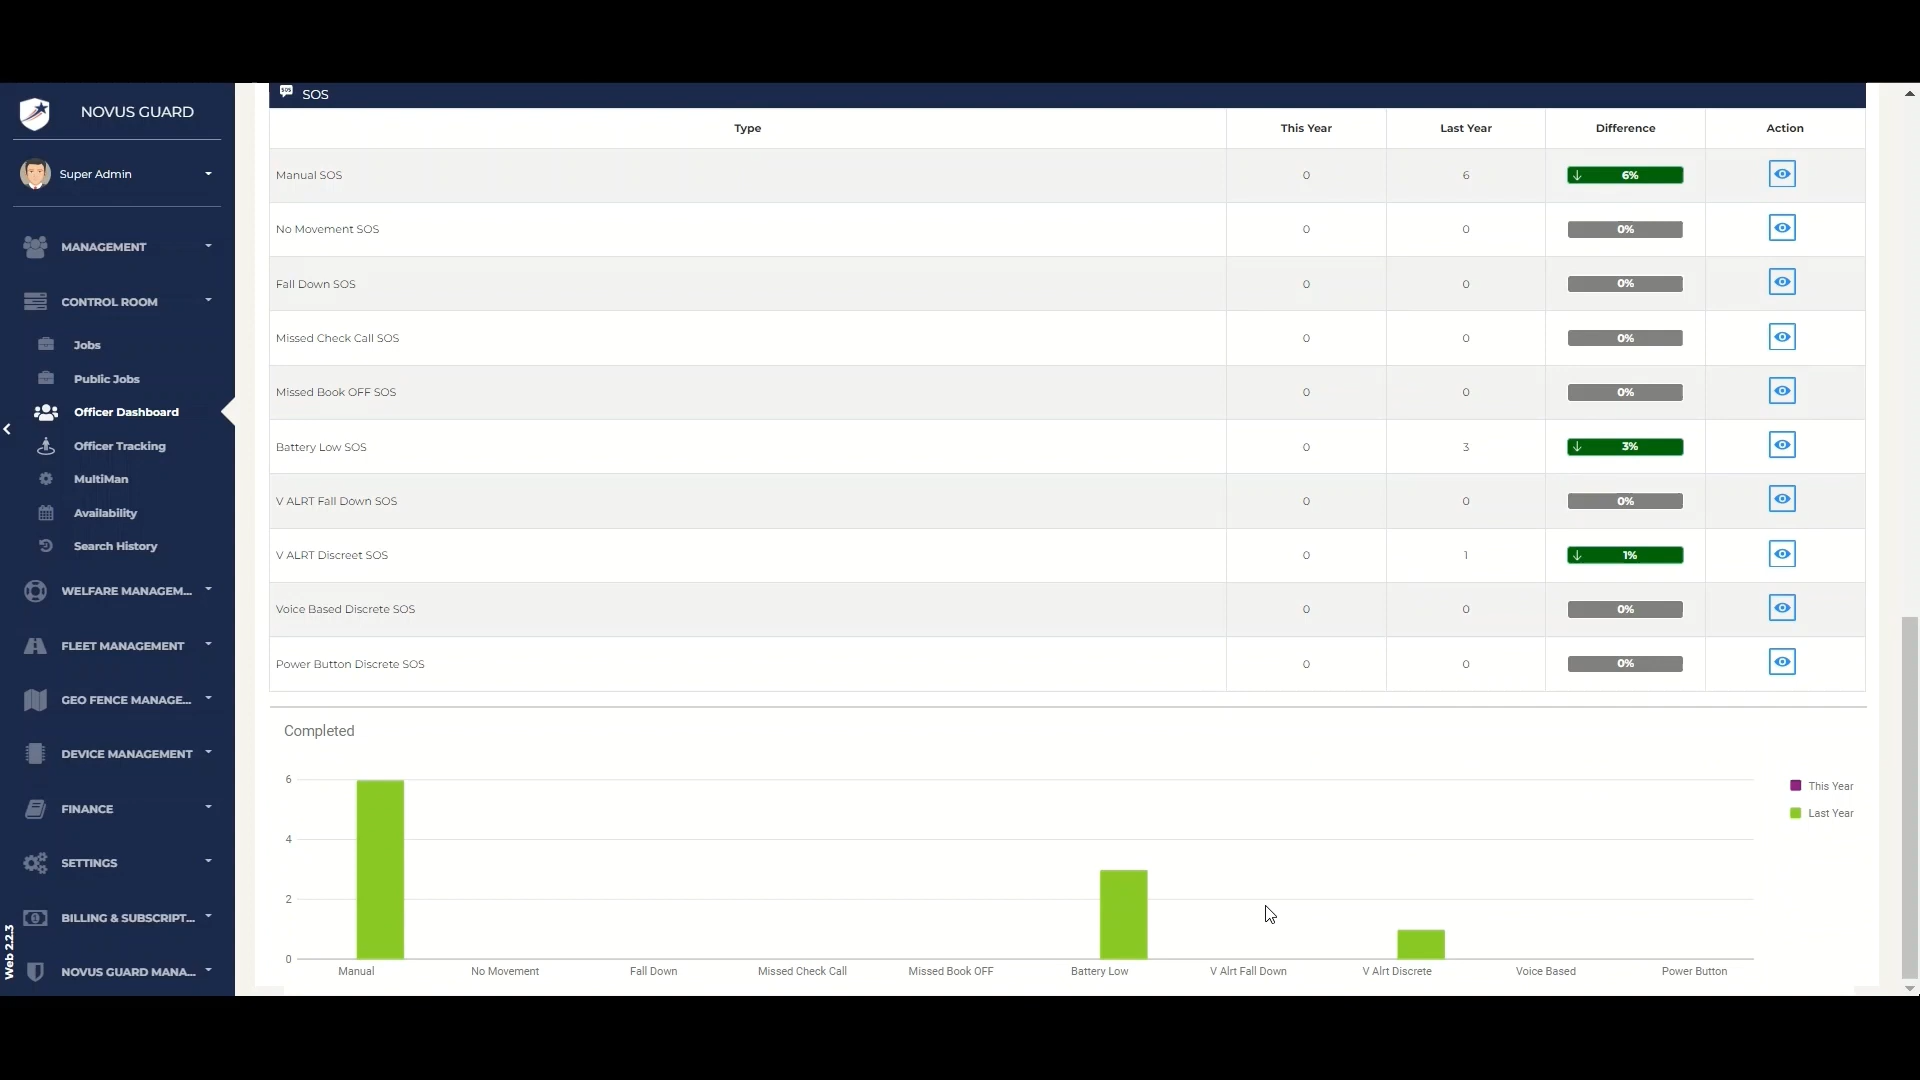 SOS
NOVUS GUARD
Type This Year Last Year Difference Action
Super Admin
Manual SOS 0 6 6%
No Movement SOS 0 0 0%
MANAGEMENT
Fall Down SOS 0 0 0%
CONTROL ROOM
Missed Check Call SOS 0 0 0%
Jobs
Public Jobs
Missed Book OFF SOS 0 0 0%
Officer Dashboard
Officer Tracking
Battery Low SOS 0 3 3%
MultiMan
V ALRT Fall Down SOS 0 0 0%
Availability
Search History
V ALRT Discreet SOS 0 1 1%
WELFARE MANAGEM...
Voice Based Discrete SOS 0 0 0%
FLEET MANAGEMENT
Power Button Discrete SOS 0 0 0%
GEO FENCE MANAGE...
Completed
DEVICE MANAGEMENT
6
This Year
FINANCE
Last Year
4
SETTINGS
2
BILLING & SUBSCRIPT...
Web 2.2.3
0
NOVUS GUARD MANA...
Manual No Movement Fall Down Missed Check Call Missed Book OFF Battery Low V Alrt Fall Down V Alrt Discrete Voice Based Power Button